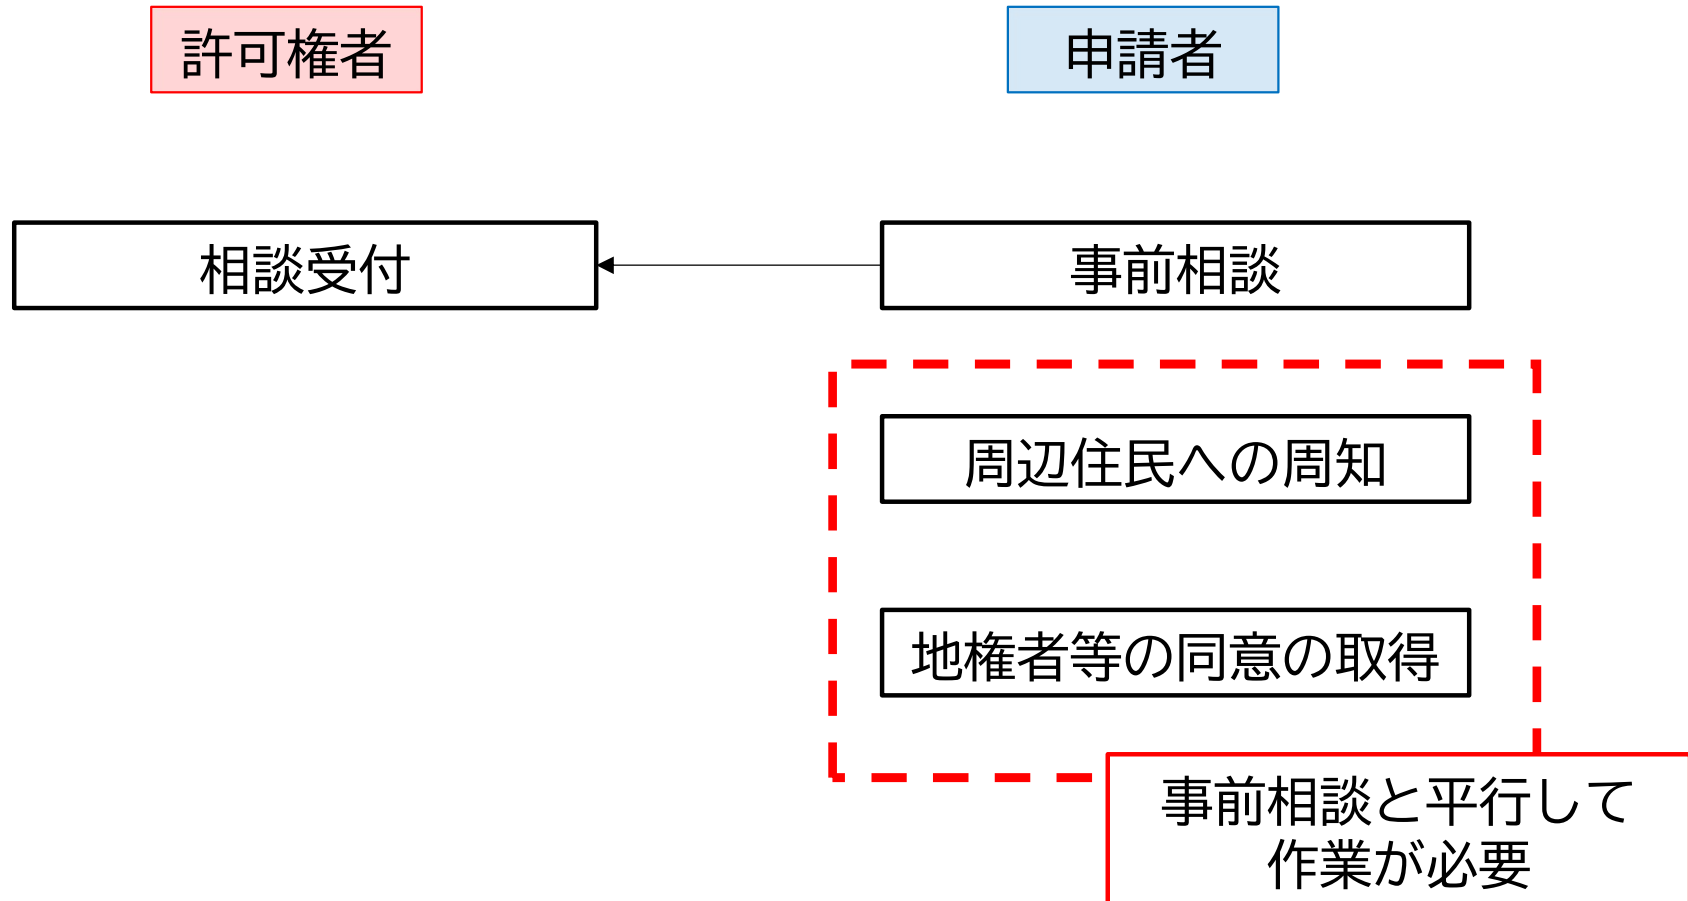 許可権者
申請者
相談受付
事前相談
周辺住民への周知
地権者等の同意の取得
事前相談と平行して
作業が必要